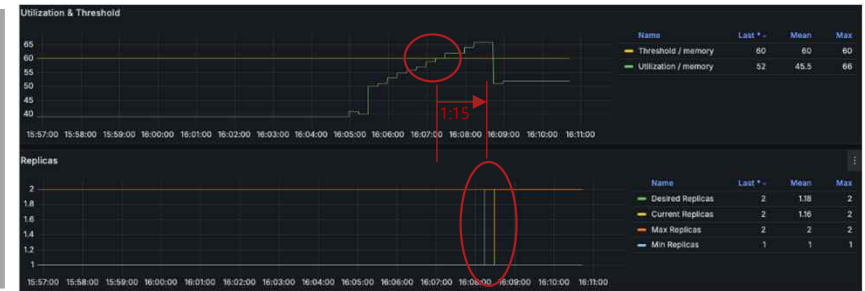 Utilization & Threshold
Name Last * Mean Max
Threshold / memory 60 60 60
Utilization / memory 52 45.5 66
65
60
55
50
45
40
1:15
15:57:00 15:58:00 15:59:00 16:00:00 16:01:00 16:02:00 16:03:00 16:04:00 16:05:00 16:06:00 16:07:00 16:08:00 16:09:00 16:10:00 16:11:00
Replicas
Name Last * Mean Max
Desired Replicas 2 1.18 2
Current Replicas 2 1.16 2
Max Replicas 2 2 2
Min Replicas 1 1 1
2
1.8
1.6
1.4
1.2
1
15:57:00 15:58:00 15:59:00 16:00:00 16:01:00 16:02:00 16:03:00 16:04:00 16:05:00 16:06:00 16:07:00 16:08:00 16:09:00 16:10:00 16:11:00